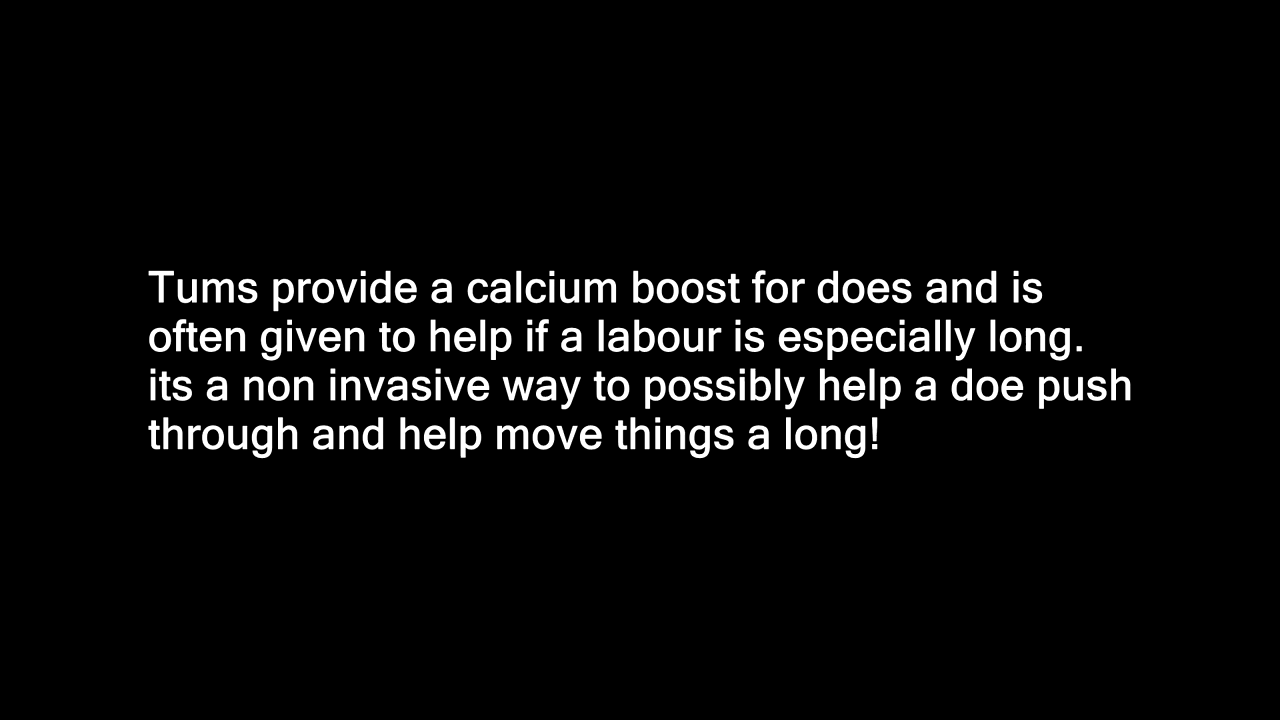 Tums provide a calcium boost for does and is
often given to help if a labour is especially long.
its a non invasive way to possibly help a doe push
through and help move things a long!